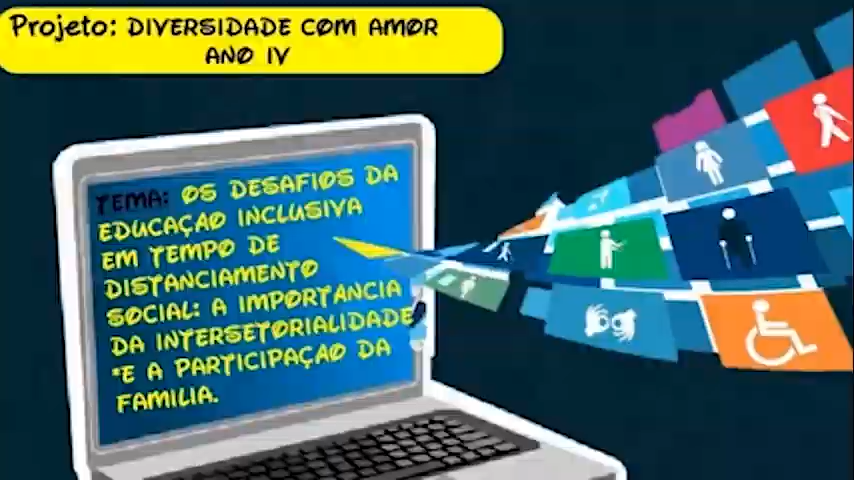 Projeto: DIVERSIDADE COM AMOR
ANO IV
TEMA: OS DESAFIOS DA
EDUCAÇÃO INCLUSIVA
EM TEMPO DE
DISTANCIAMENTO
SOCIAL: A IMPORTANCIA
DA INTERSETORIALIDADE
"E A PARTICIPAÇAO DA
FAMILIA.